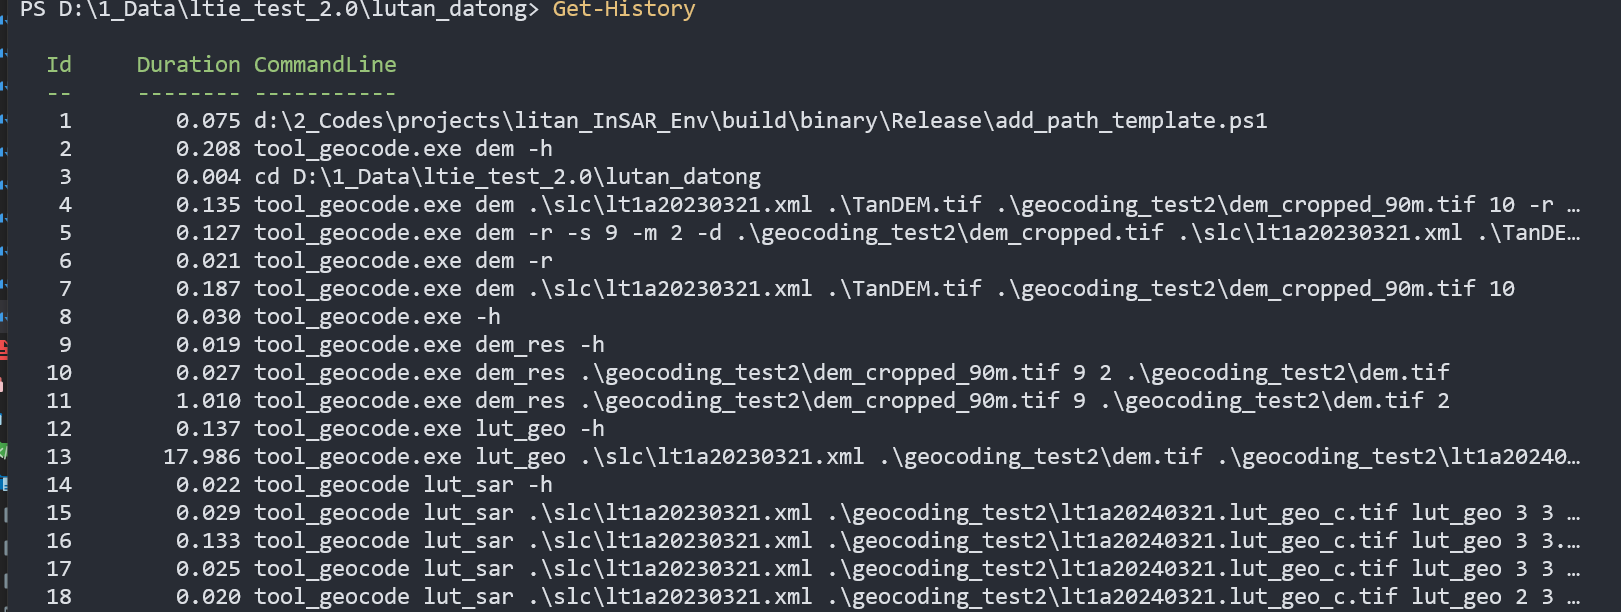 PS D:\1_Data\ltie_test_2.0\lutan_datong> Get-History
Id Duration CommandLine
-- -------- -----------
1 0.075 d:\2_Codes\projects\litan_InSAR_Env\build\binary\Release\add_path_template.ps1
2 0.208 tool_geocode.exe dem -h
3 0.004 cd D:\1_Data\ltie_test_2.0\lutan_datong
4 0.135 tool_geocode.exe dem .\slc\lt1a20230321.xml .\TanDEM.tif .\geocoding_test2\dem_cropped_90m.tif 10 -r …
5 0.127 tool_geocode.exe dem -r -s 9 -m 2 -d .\geocoding_test2\dem_cropped.tif .\slc\lt1a20230321.xml .\TanDE…
6 0.021 tool_geocode.exe dem -r
7 0.187 tool_geocode.exe dem .\slc\lt1a20230321.xml .\TanDEM.tif .\geocoding_test2\dem_cropped_90m.tif 10
8 0.030 tool_geocode.exe -h
9 0.019 tool_geocode.exe dem_res -h
10 0.027 tool_geocode.exe dem_res .\geocoding_test2\dem_cropped_90m.tif 9 2 .\geocoding_test2\dem.tif
11 1.010 tool_geocode.exe dem_res .\geocoding_test2\dem_cropped_90m.tif 9 .\geocoding_test2\dem.tif 2
12 0.137 tool_geocode.exe lut_geo -h
13 17.986 tool_geocode.exe lut_geo .\slc\lt1a20230321.xml .\geocoding_test2\dem.tif .\geocoding_test2\lt1a20240…
14 0.022 tool_geocode lut_sar -h
15 0.029 tool_geocode lut_sar .\slc\lt1a20230321.xml .\geocoding_test2\lt1a20240321.lut_geo_c.tif lut_geo 3 3 …
16 0.133 tool_geocode lut_sar .\slc\lt1a20230321.xml .\geocoding_test2\lt1a20240321.lut_geo_c.tif lut_geo 3 3.…
17 0.025 tool_geocode lut_sar .\slc\lt1a20230321.xml .\geocoding_test2\lt1a20240321.lut_geo_c.tif lut_geo 3 3 …
18 0.020 tool_geocode lut_sar .\slc\lt1a20230321.xml .\geocoding_test2\lt1a20240321.lut_geo_c.tif lut_geo 2 3 …